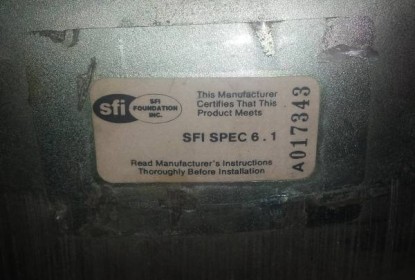 sfi
SFI
FOUNDATION
INC.
This Manufacturer
Certifies That This
Product Meets
SFI SPEC 6.1
Read Manufacturer's Instructions
Thoroughly Before Installation
A017343